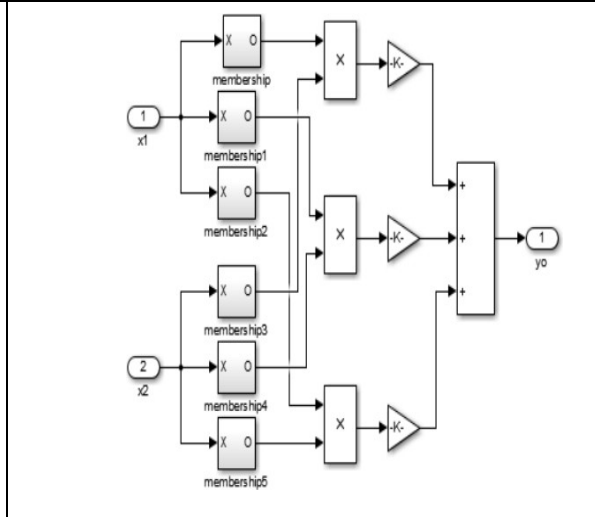 X O
membership
X
-K-
1
x1
X O
membership1
X O
membership2
+
X
-K-
+
1
yo
X O
membership3
+
2
x2
X O
membership4
X
-K-
X O
membership5